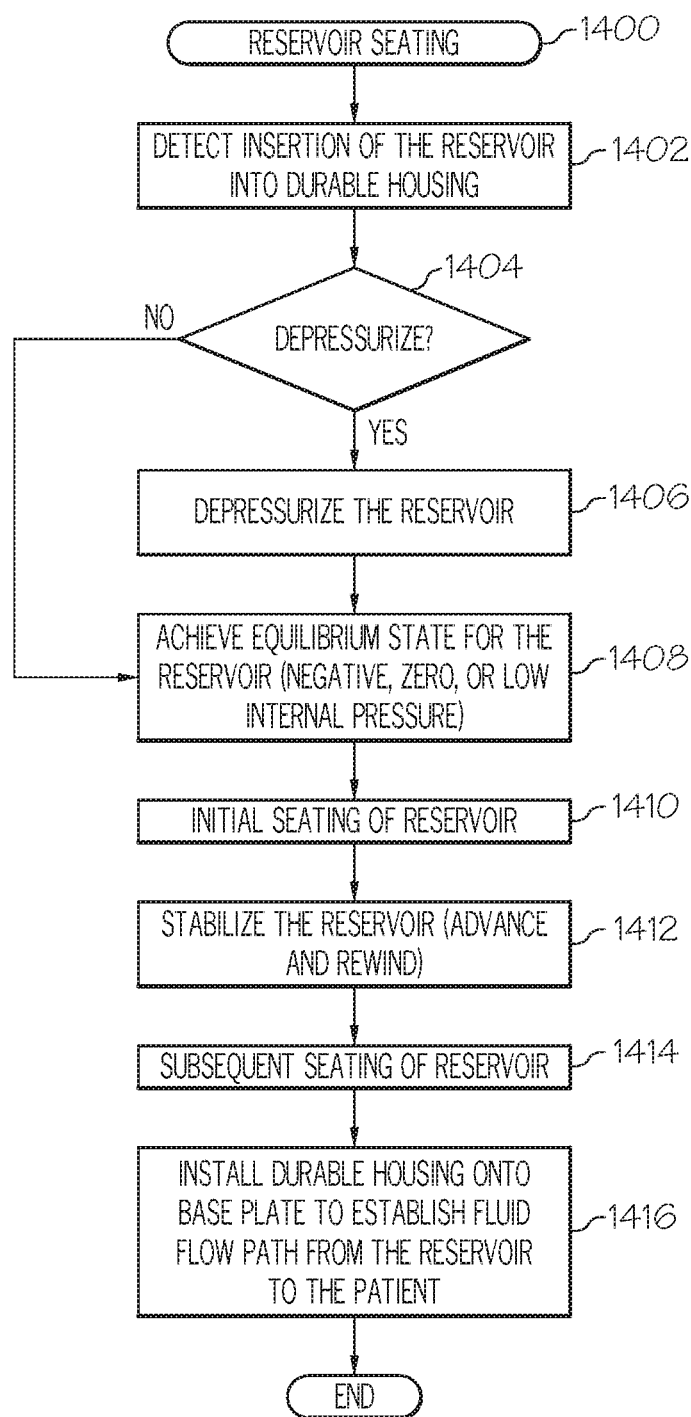 RESERVOIR SEATING
1400
DETECT INSERTION OF THE RESERVOIR
INTO DURABLE HOUSING
1402
1404
DEPRESSURIZE?
NO
YES
DEPRESSURIZE THE RESERVOIR
1406
ACHIEVE EQUILIBRIUM STATE FOR THE
RESERVOIR (NEGATIVE, ZERO, OR LOW
INTERNAL PRESSURE)
1408
INITIAL SEATING OF RESERVOIR
1410
STABILIZE THE RESERVOIR (ADVANCE
AND REWIND)
1412
SUBSEQUENT SEATING OF RESERVOIR
1414
INSTALL DURABLE HOUSING ONTO
BASE PLATE TO ESTABLISH FLUID
FLOW PATH FROM THE RESERVOIR
TO THE PATIENT
1416
END